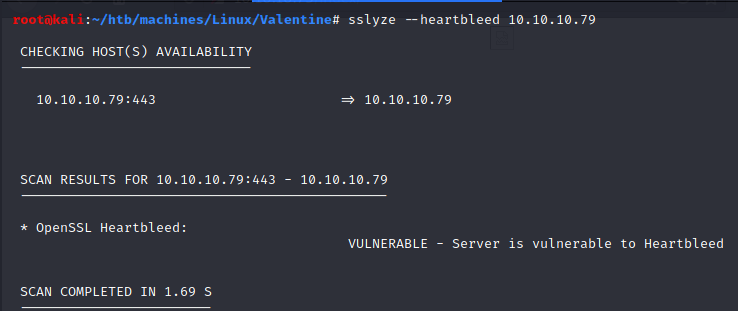 root@kali:~/htb/machines/Linux/Valentine# sslyze --heartbleed 10.10.10.79
CHECKING HOST(S) AVAILABILITY
-----------------------------
10.10.10.79:443 => 10.10.10.79
SCAN RESULTS FOR 10.10.10.79:443 - 10.10.10.79
----------------------------------------------
* OpenSSL Heartbleed:
VULNERABLE - Server is vulnerable to Heartbleed
SCAN COMPLETED IN 1.69 S
------------------------